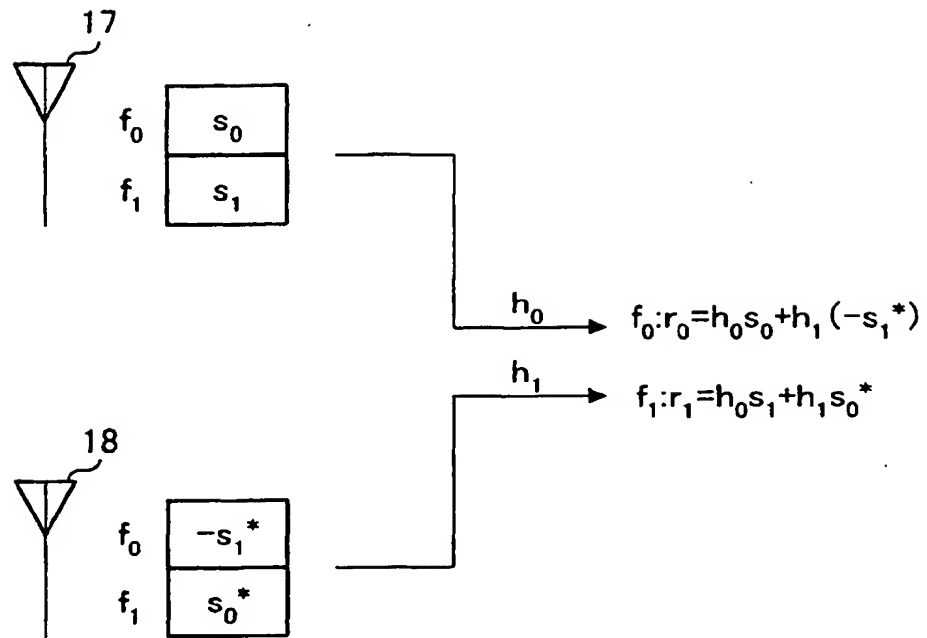 17
f₀ s₀
f₁ s₁
h₀ f₀:r₀=h₀s₀+h₁(-s₁*)
h₁ f₁:r₁=h₀s₁+h₁s₀*
18
f₀ -s₁*
f₁ s₀*